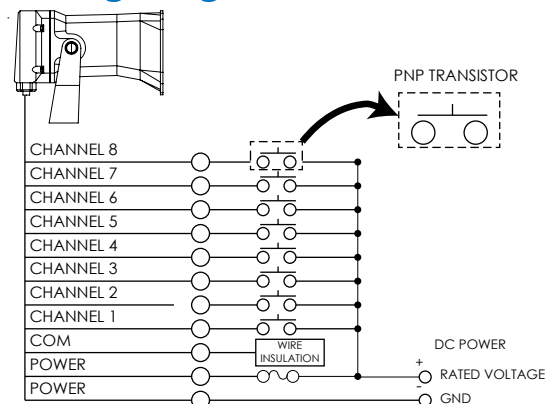 PNP TRANSISTOR
CHANNEL 8
CHANNEL 7
CHANNEL 6
CHANNEL 5
CHANNEL 4
CHANNEL 3
CHANNEL 2
CHANNEL 1
COM
WIRE
INSULATION
DC POWER
POWER
+
RATED VOLTAGE
POWER
-
GND